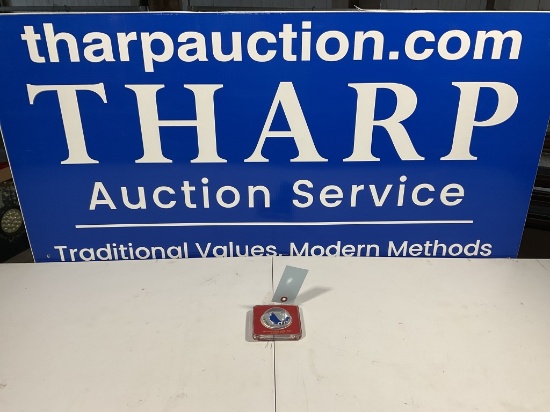 tharpauction.com
THARP
Auction Service
Traditional Values, Modern Methods